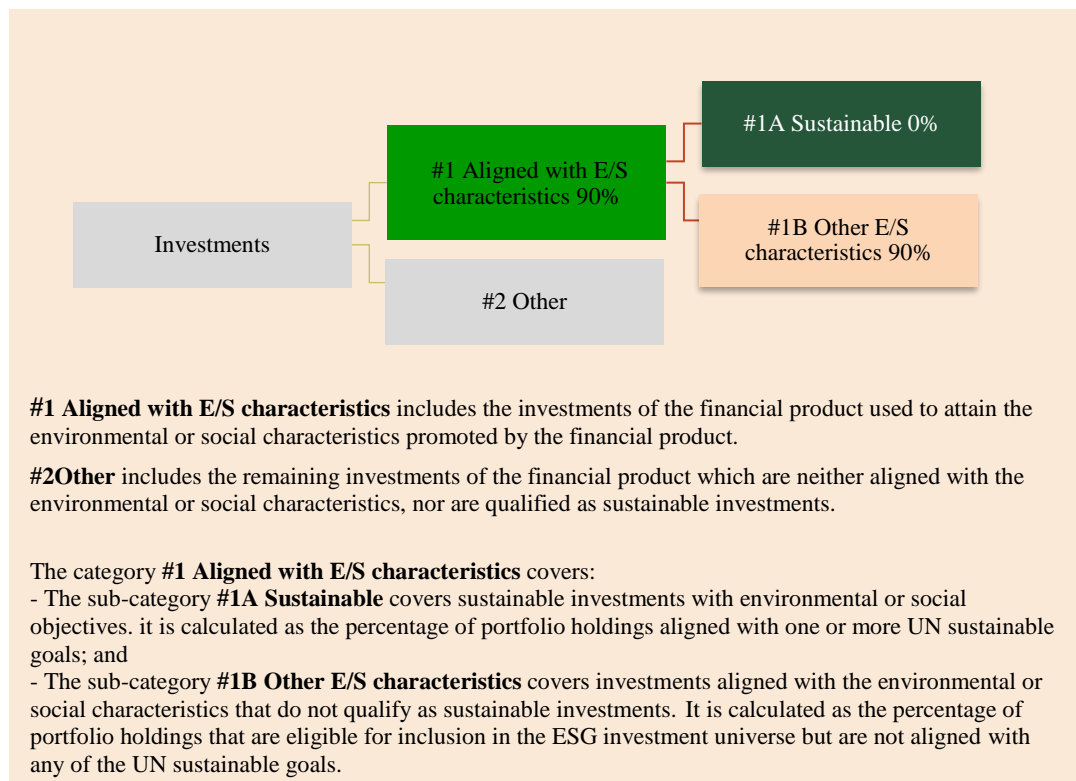 #1A Sustainable 0%
#1 Aligned with E/S
characteristics 90%
#1B Other E/S
characteristics 90%
Investments
#2 Other
#1 Aligned with E/S characteristics includes the investments of the financial product used to attain the
environmental or social characteristics promoted by the financial product.
#2Other includes the remaining investments of the financial product which are neither aligned with the
environmental or social characteristics, nor are qualified as sustainable investments.
The category #1 Aligned with E/S characteristics covers:
- The sub-category #1A Sustainable covers sustainable investments with environmental or social
objectives. it is calculated as the percentage of portfolio holdings aligned with one or more UN sustainable
goals; and
- The sub-category #1B Other E/S characteristics covers investments aligned with the environmental or
social characteristics that do not qualify as sustainable investments. It is calculated as the percentage of
portfolio holdings that are eligible for inclusion in the ESG investment universe but are not aligned with
any of the UN sustainable goals.